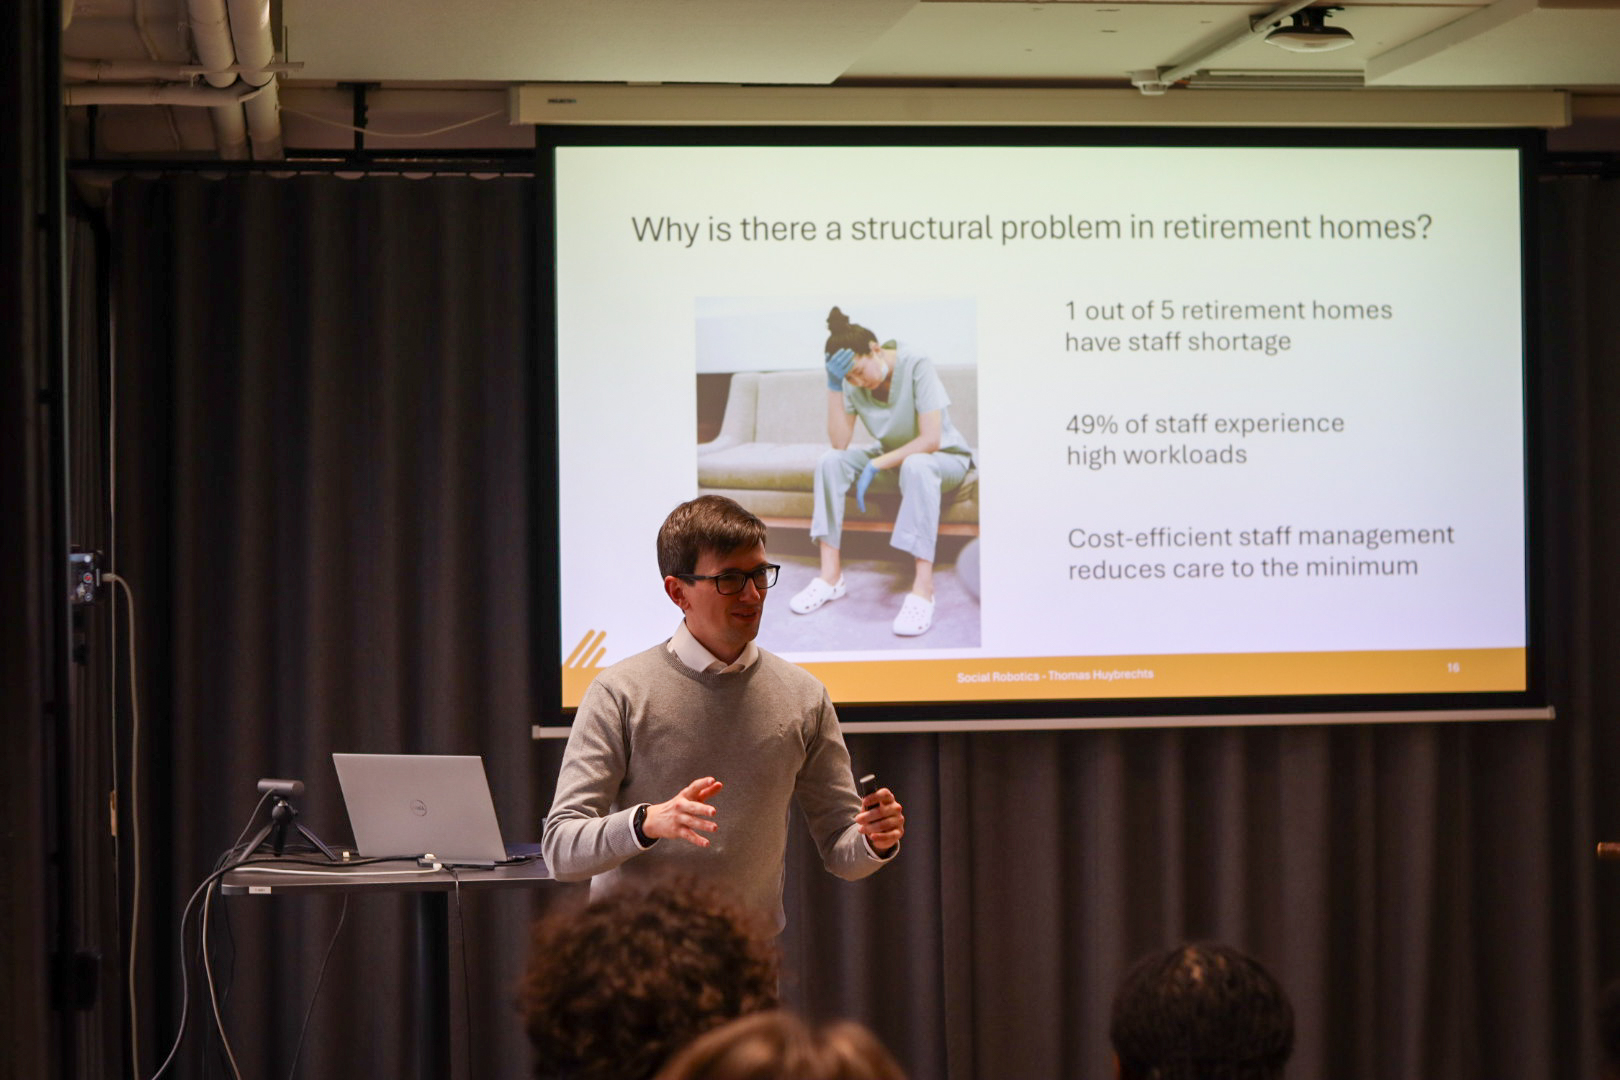 Why is there a structural problem in retirement homes?
1 out of 5 retirement homes
have staff shortage
49% of staff experience
high workloads
Cost-efficient staff management
reduces care to the minimum
Social Robotics - Thomas Huybrechts
16
DELL